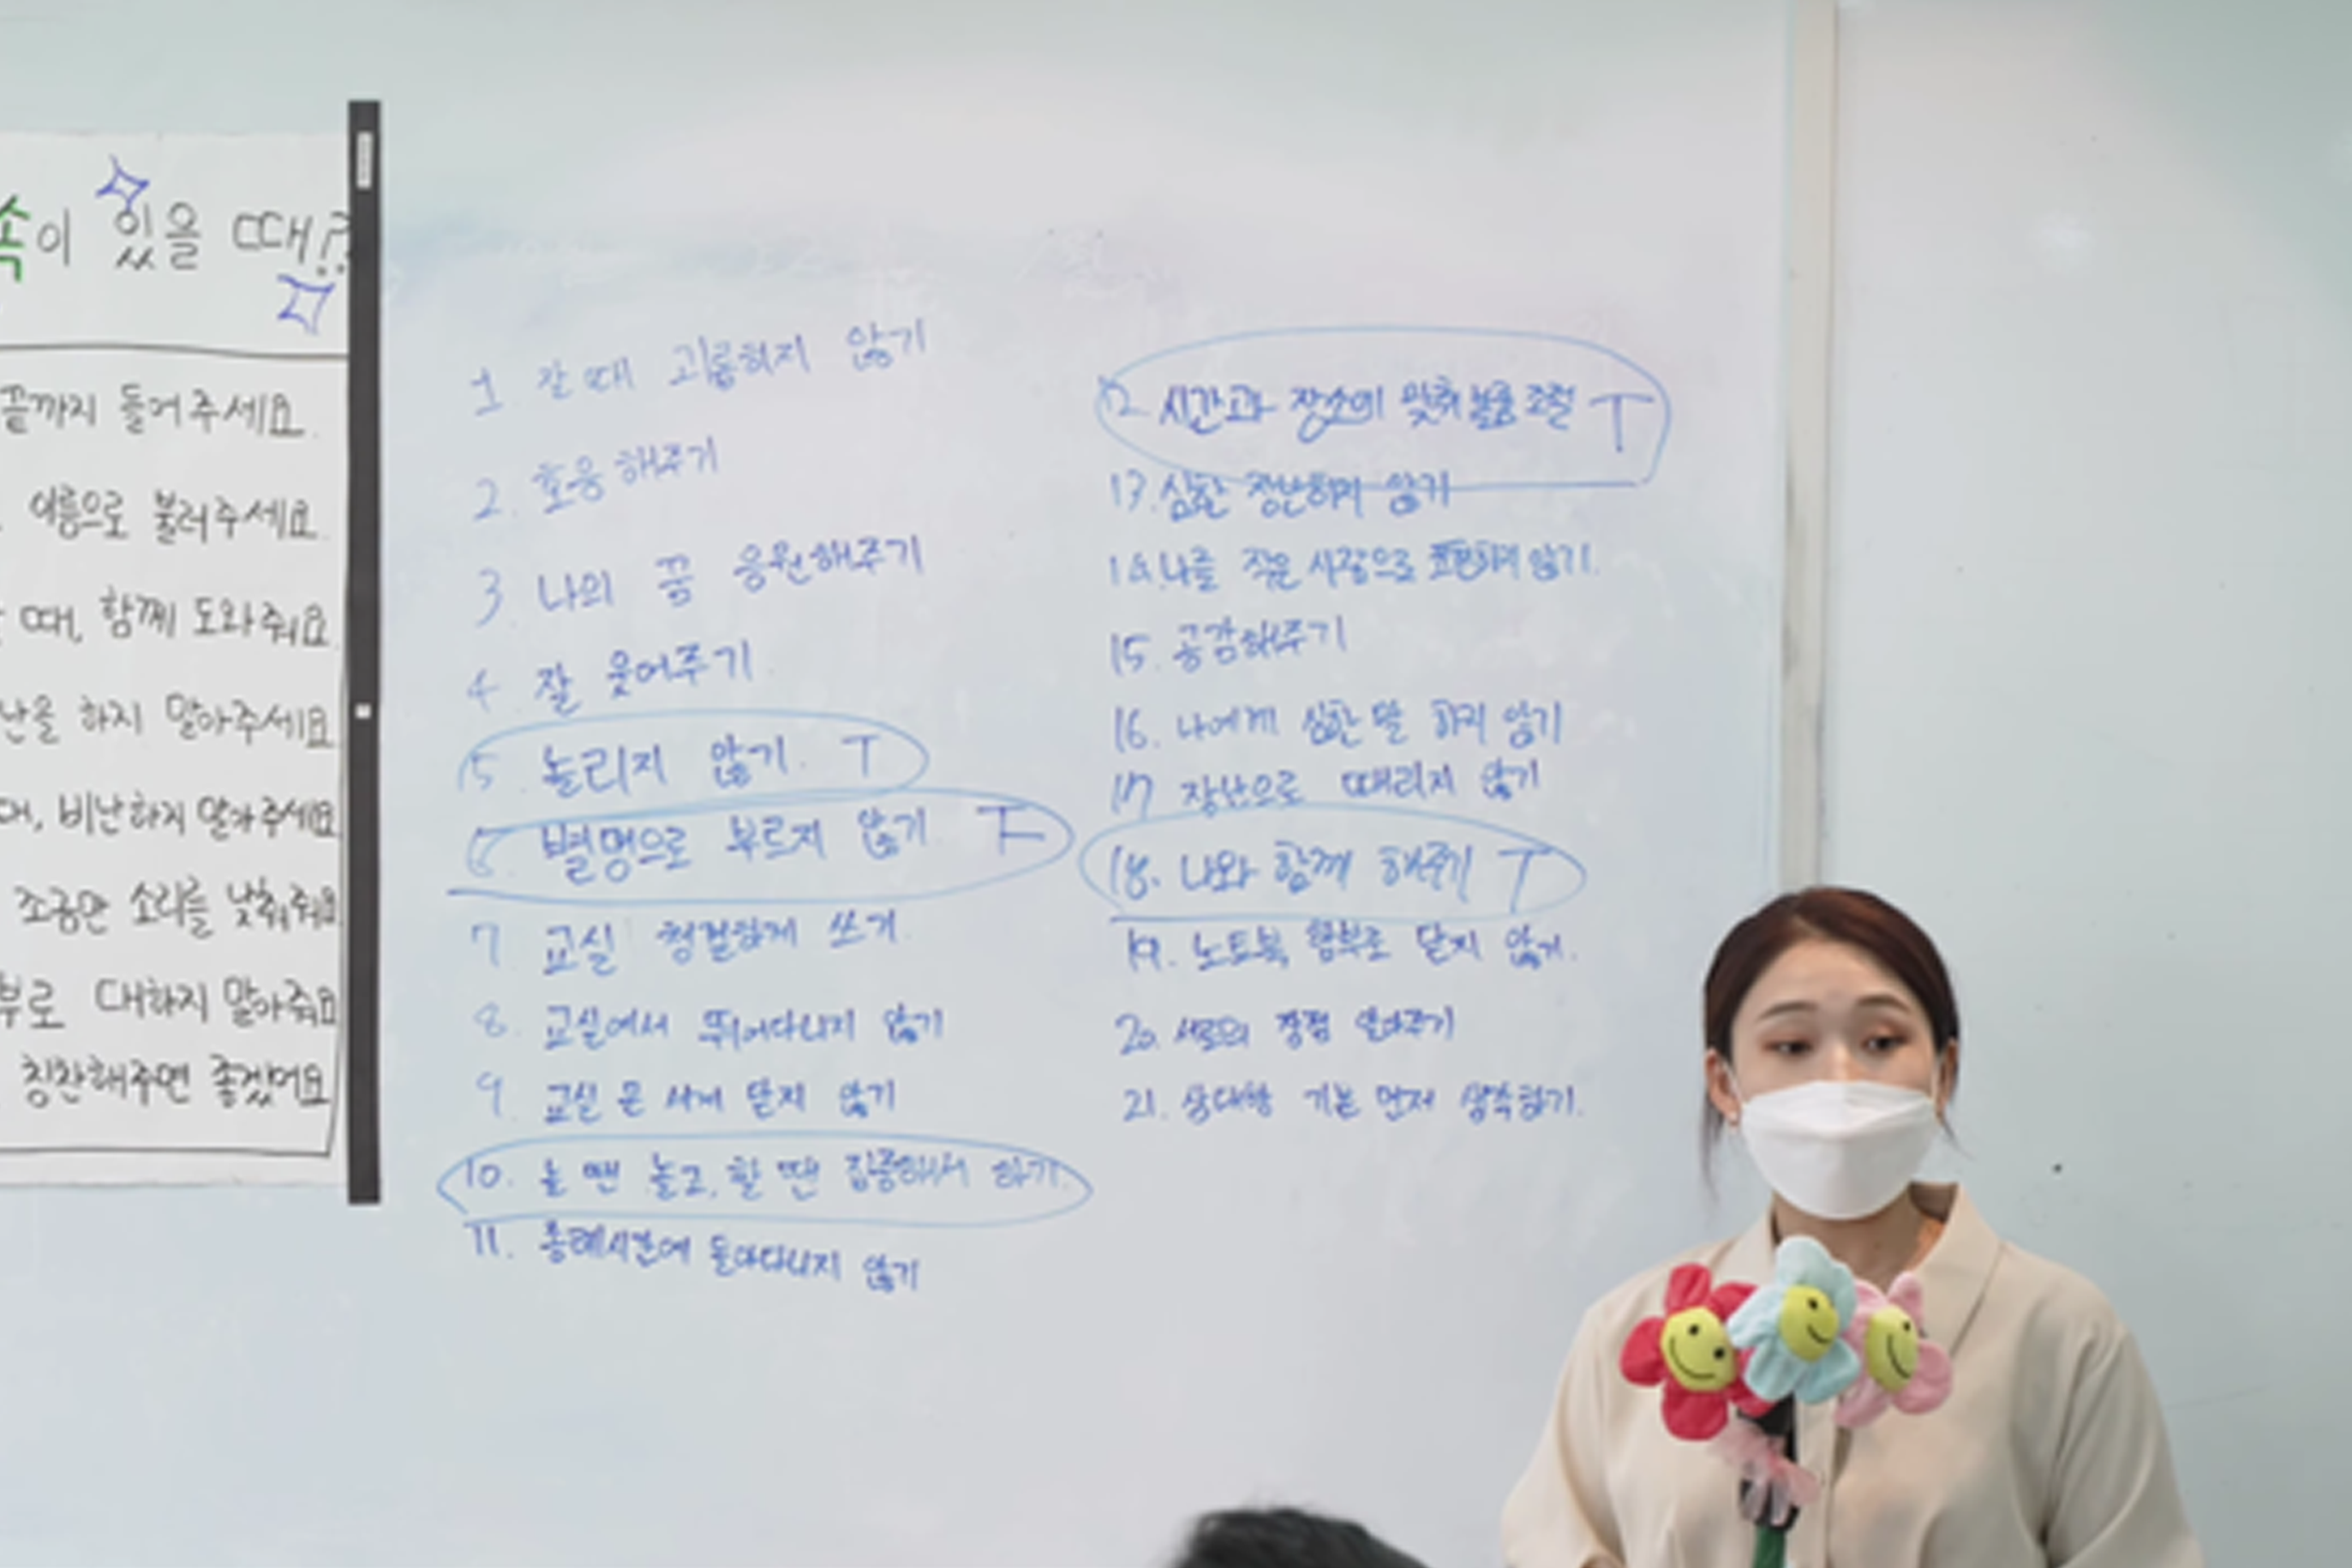 속이 있을 때??
끝까지 들어주세요.
이름으로 불러주세요.
때, 함께 도와줘요
난을 하지 말아주세요
비난하지 말아주세요
조금만 소리를 낮춰줘요
부로 대하지 말아줘요
칭찬해주면 좋겠어요
1. 잘 때 괴롭히지 않기
2. 호응해주기
3 나의 꿈 응원해주기
4 잘 웃어주기
5. 놀리지 않기. T
6. 별명으로 부르지 않기 T
7 교실 청결하게 쓰기
8. 교실에서 뛰어다니지 않기
9. 교실 문 세게 닫지 않기
10. 놀 땐 놀고, 할 땐 집중해서 하기.
11. 종례시간에 돌아다니지 않기
12. 시간과 장소에 맞춰 볼륨조절 T
13. 심한 장난하지 않기
14. 나를 작은 사람으로 표현하지 않기.
15. 공감해주기
16. 나에게 심한 말 하지 않기
17 장난으로 때리지 않기
18. 나와 함께 해주기 T
19. 노트북 함부로 닫지 않기.
20. 서로의 장점 알아주기
21. 상대방 기분 먼저 생각하기.